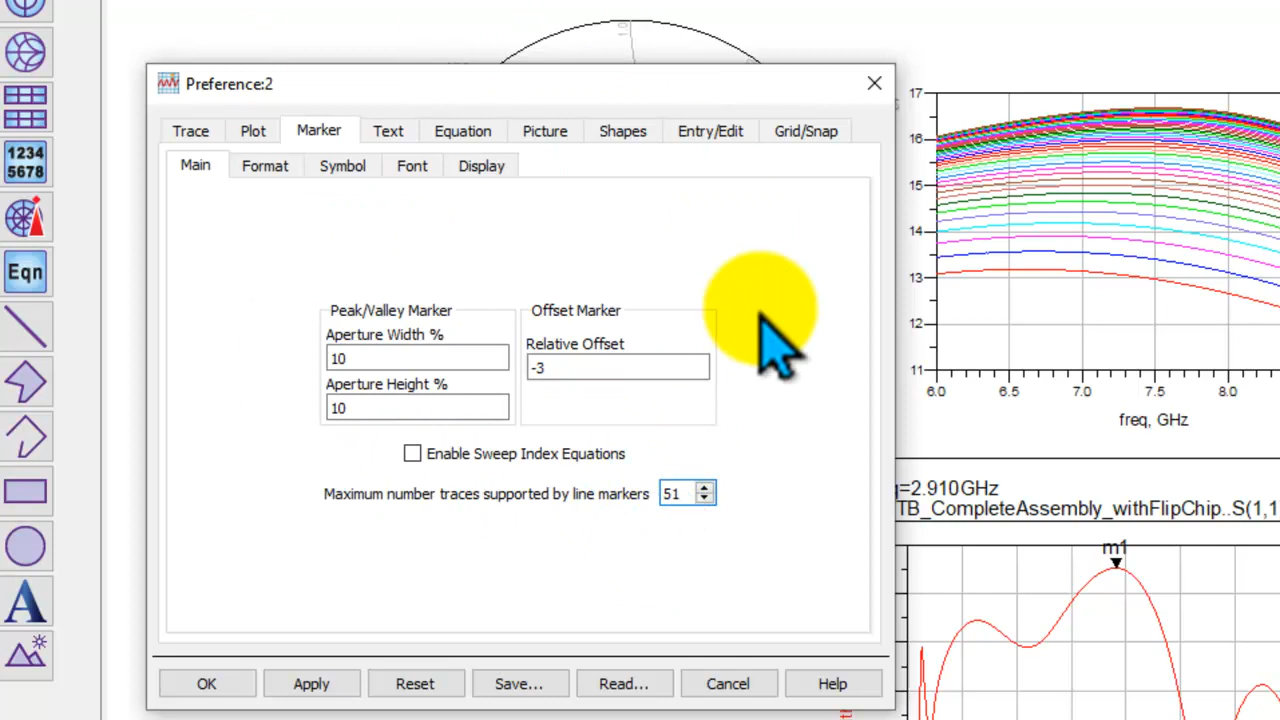 1234
5678
Eqn
A
Preference:2
Trace
Plot
Marker
Text
Equation
Picture
Shapes
Entry/Edit
Grid/Snap
Main
Format
Symbol
Font
Display
Peak/Valley Marker
Aperture Width %
10
Aperture Height %
10
Offset Marker
Relative Offset
-3
Enable Sweep Index Equations
Maximum number traces supported by line markers
51
OK
Apply
Reset
Save...
Read...
Cancel
Help
17
16
15
14
13
12
11
6.0
6.5
7.0
7.5
8.0
freq, GHz
=2.910GHz
TB_CompleteAssembly_withFlipChip..S(1,1
m1